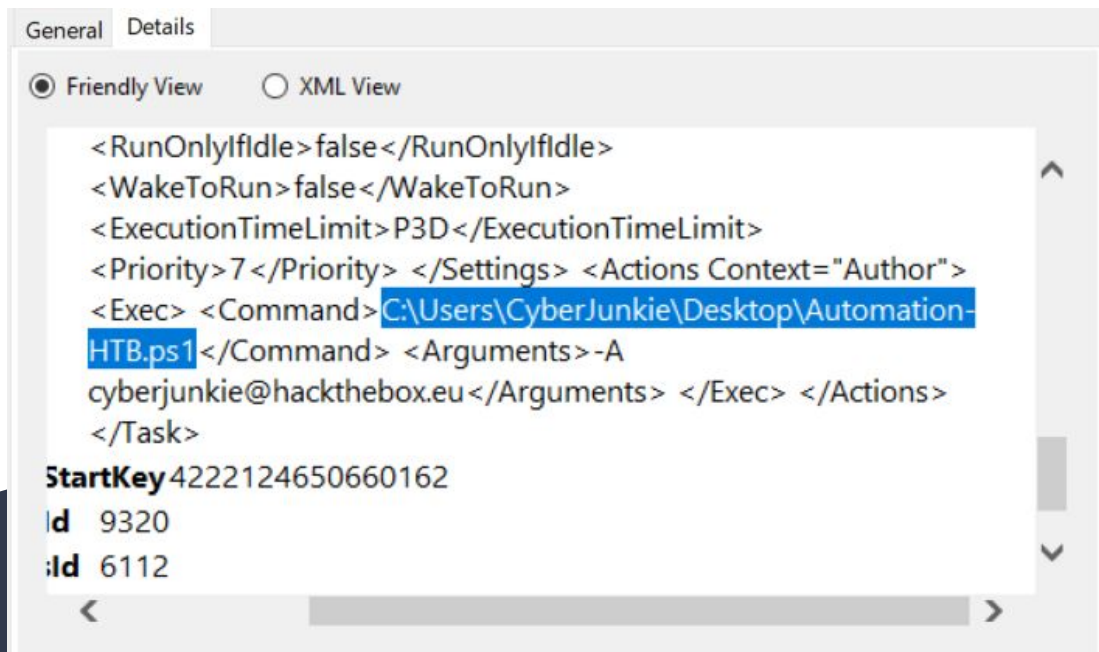 General Details
Friendly View XML View
<RunOnlyIfIdle>false</RunOnlyIfIdle>
<WakeToRun>false</WakeToRun>
<ExecutionTimeLimit>P3D</ExecutionTimeLimit>
<Priority>7</Priority> </Settings> <Actions Context="Author">
<Exec> <Command>C:\Users\CyberJunkie\Desktop\Automation-
HTB.ps1</Command> <Arguments>-A
cyberjunkie@hackthebox.eu</Arguments> </Exec> </Actions>
</Task>
StartKey 4222124650660162
Id 9320
sId 6112